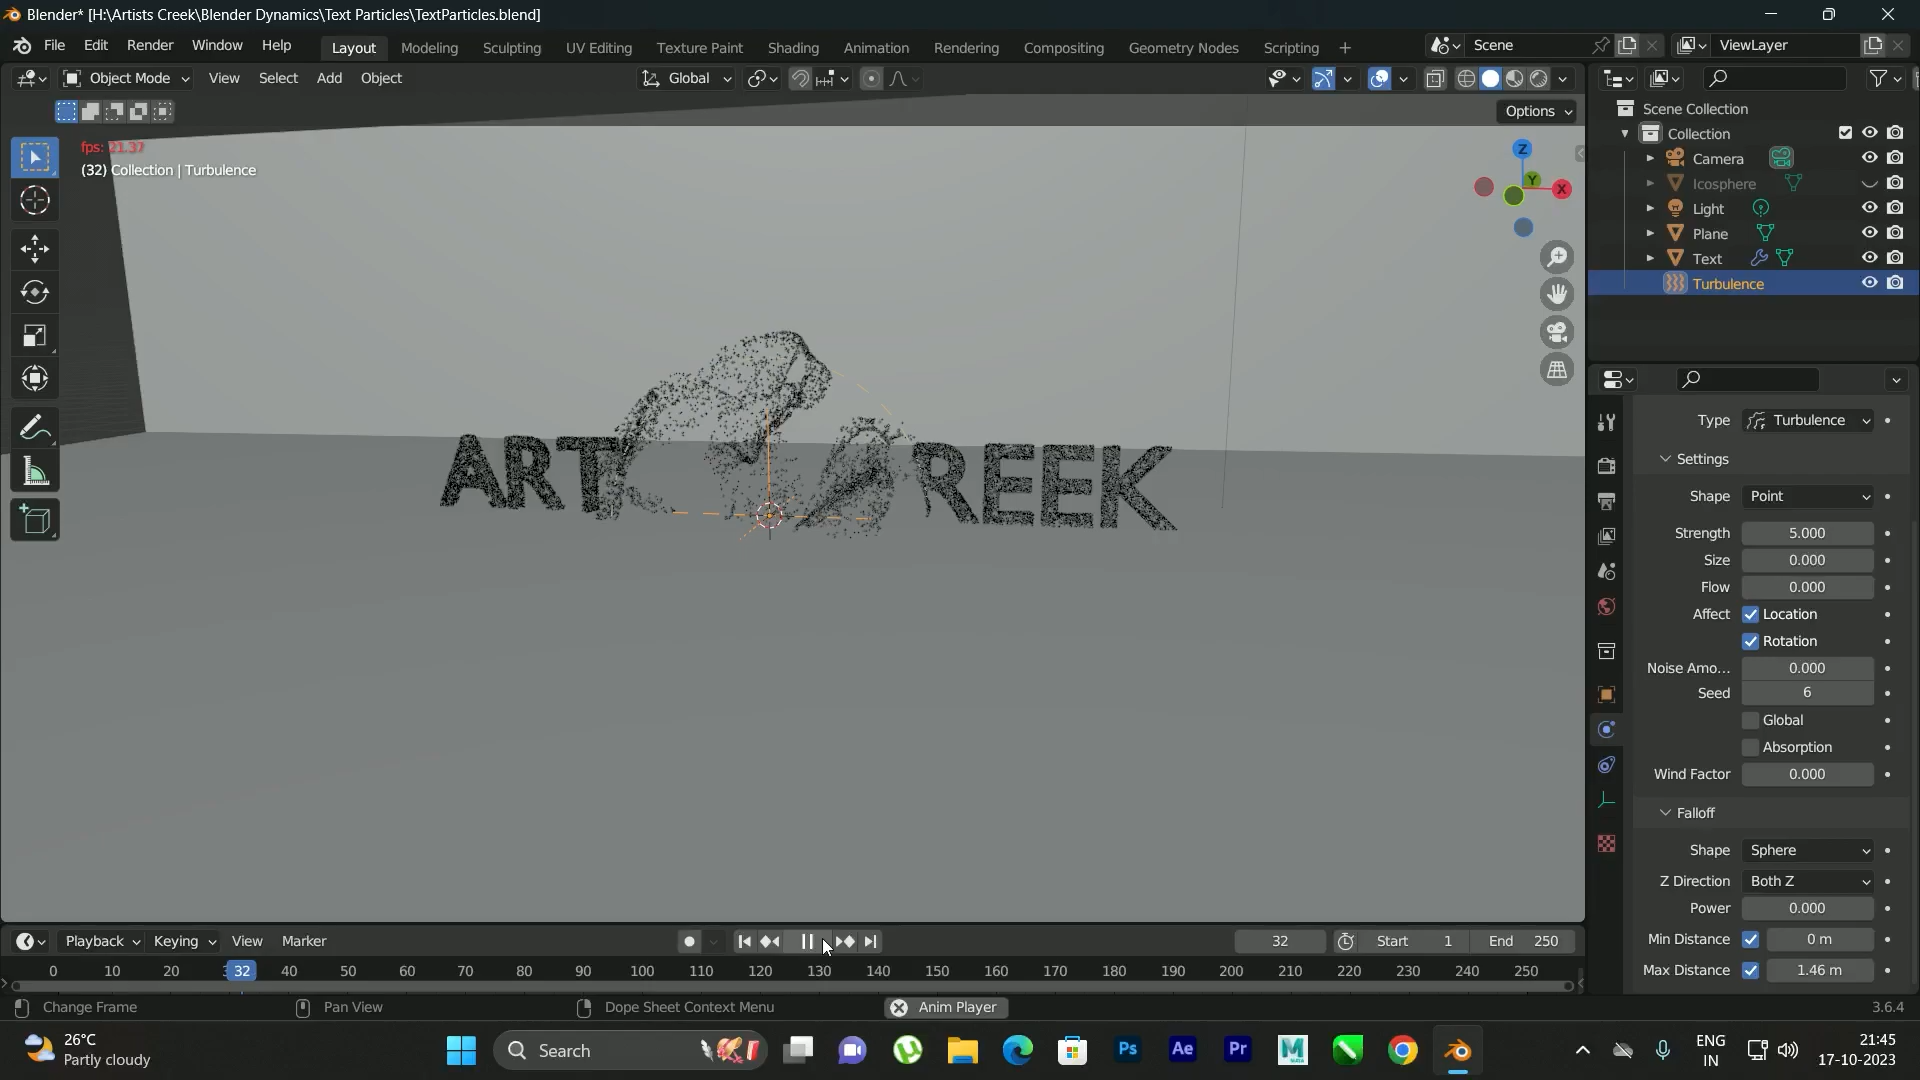 Blender* [H:\Artists Creek\Blender Dynamics\Text Particles\TextParticles.blend]
File Edit Render Window Help Layout Modeling Sculpting UV Editing Texture Paint Shading Animation Rendering Compositing Geometry Nodes Scripting + Scene ViewLayer
Object Mode View Select Add Object Global
Options
fps: 21.37
(32) Collection | Turbulence
Z
Y
X
ART REEK
Scene Collection
Collection
Camera
Icosphere
Light
Plane
Text
Turbulence
Type Turbulence
Settings
Shape Point
Strength 5.000
Size 0.000
Flow 0.000
Affect Location
Rotation
Noise Amo... 0.000
Seed 6
Global
Absorption
Wind Factor 0.000
Falloff
Shape Sphere
Z Direction Both Z
Power 0.000
Min Distance 0 m
Max Distance 1.46 m
Playback Keying View Marker 32 Start 1 End 250
0 10 20 3 32 40 50 60 70 80 90 100 110 120 130 140 150 160 170 180 190 200 210 220 230 240 250
Change Frame Pan View Dope Sheet Context Menu Anim Player 3.6.4
26°C
Partly cloudy
Search
Ps Ae Pr M
ENG
IN
21:45
17-10-2023